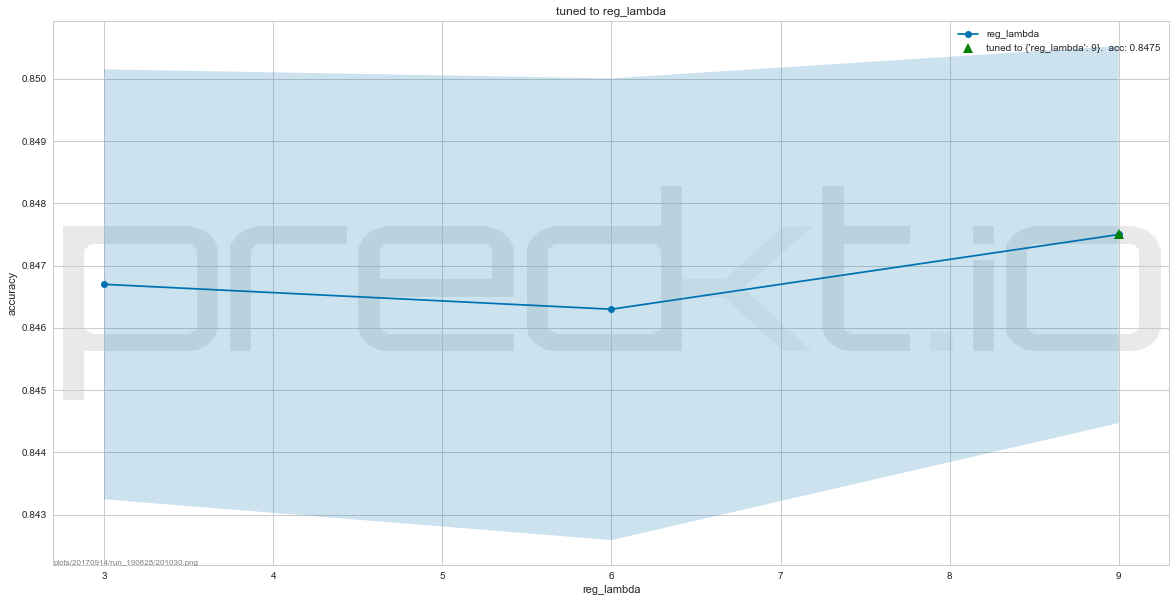 tuned to reg_lambda
reg_lambda
tuned to {'reg_lambda': 9}. acc: 0.8475
0.850
0.849
0.848
0.847
0.846
0.845
0.844
0.843
accuracy
predkt.io
plots/20170914/run_190628/201030.png
3 4 5 6 7 8 9
reg_lambda